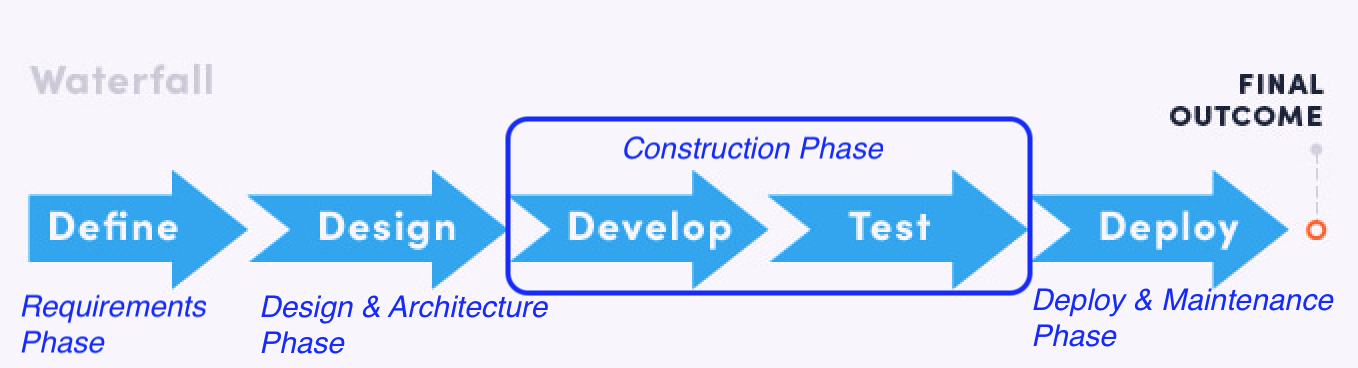 Waterfall
FINAL
OUTCOME
Construction Phase
Define
Design
Develop
Test
Deploy
Requirements
Phase
Design & Architecture
Phase
Deploy & Maintenance
Phase